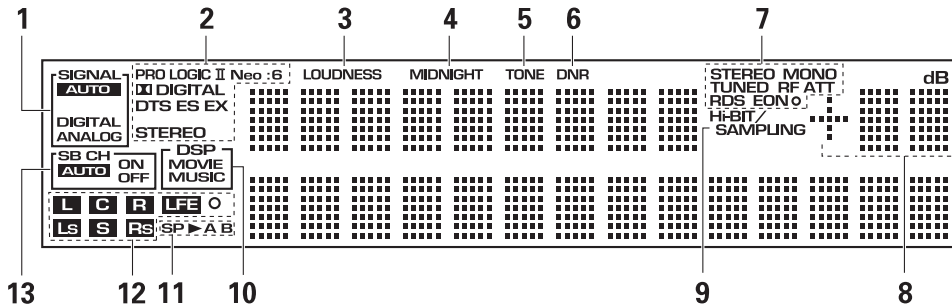 1 2 3 4 5 6 7
SIGNAL
AUTO
DIGITAL
ANALOG
PRO LOGIC II Neo :6
DIGITAL
DTS ES EX
STEREO
LOUDNESS MIDNIGHT TONE DNR
STEREO MONO
TUNED RF ATT
RDS EON
Hi-BIT/
SAMPLING
dB
SB CH
AUTO
ON
OFF
DSP
MOVIE
MUSIC
L C R LFE
LS S RS SP ► A B
13 12 11 10 9 8